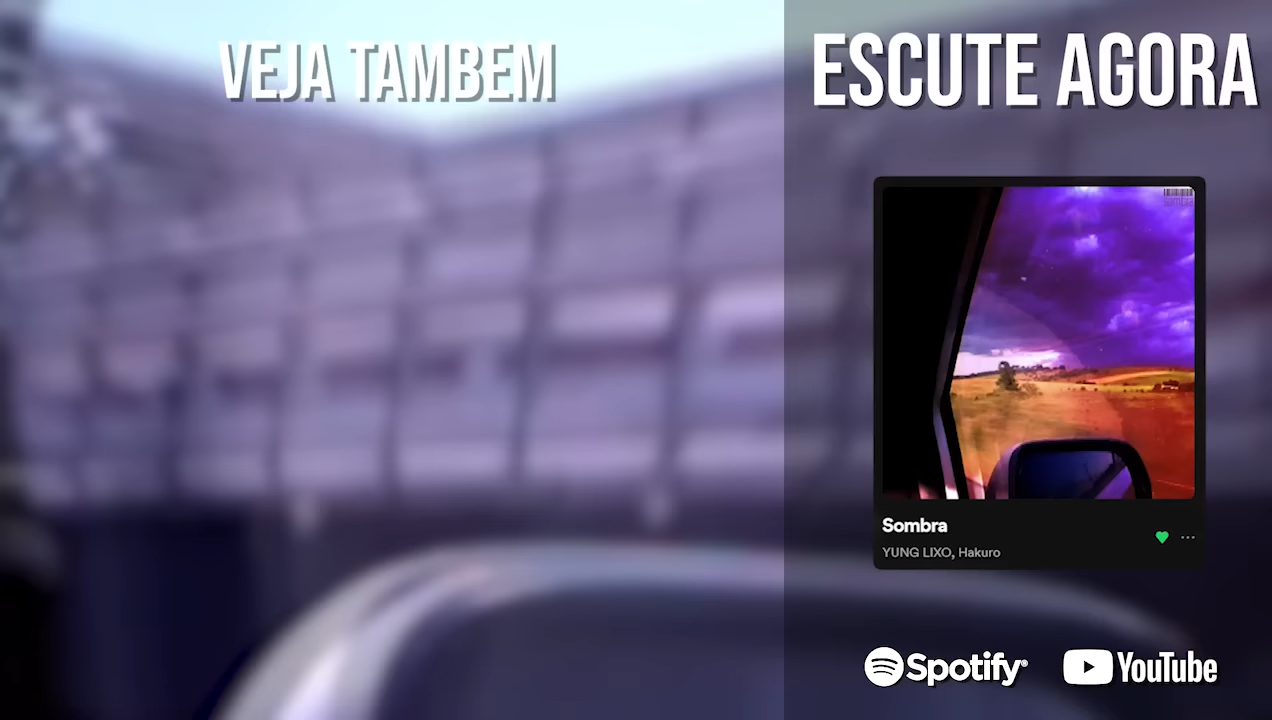 VEJA TAMBEM
ESCUTE AGORA
Sombra
YUNG LIXO, Hakuro
Spotify®
YouTube